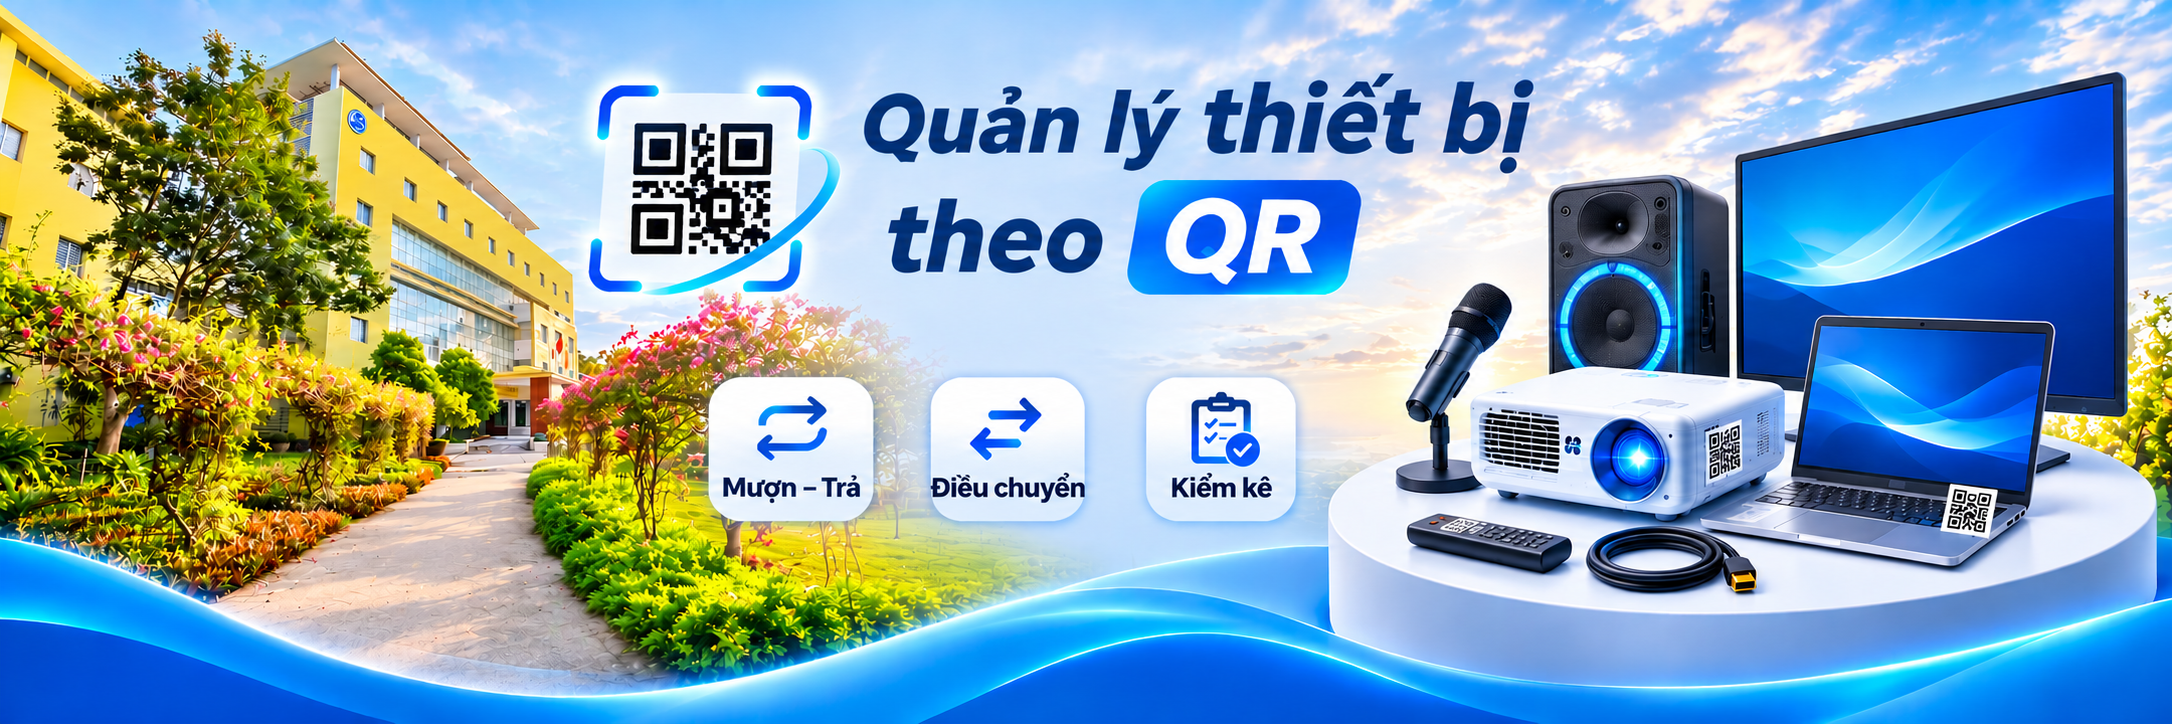 Quản lý thiết bị
theo QR
Mượn – Trả
Điều chuyển
Kiểm kê